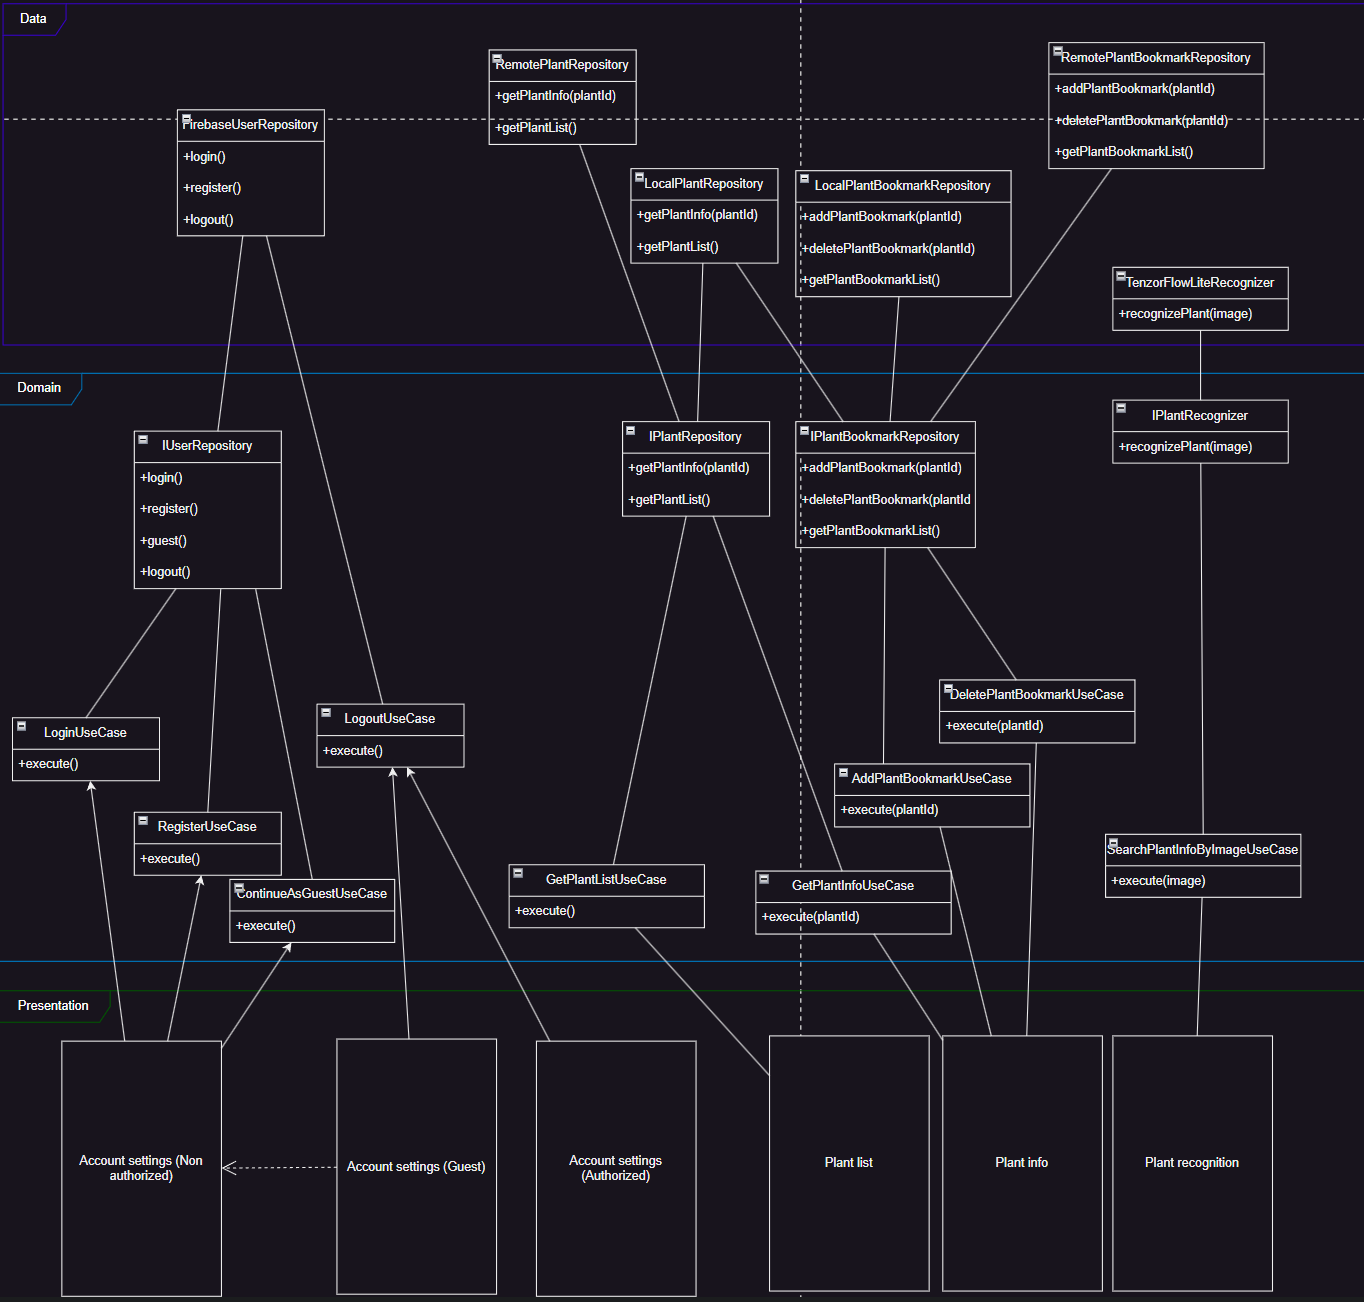 Data
RemotePlantRepository
+getPlantInfo(plantId)
+getPlantList()
RemotePlantBookmarkRepository
+addPlantBookmark(plantId)
+deletePlantBookmark(plantId)
+getPlantBookmarkList()
FirebaseUserRepository
+login()
+register()
+logout()
LocalPlantRepository
+getPlantInfo(plantId)
+getPlantList()
LocalPlantBookmarkRepository
+addPlantBookmark(plantId)
+deletePlantBookmark(plantId)
+getPlantBookmarkList()
TenzorFlowLiteRecognizer
+recognizePlant(image)
Domain
IUserRepository
+login()
+register()
+guest()
+logout()
IPlantRepository
+getPlantInfo(plantId)
+getPlantList()
IPlantBookmarkRepository
+addPlantBookmark(plantId)
+deletePlantBookmark(plantId
+getPlantBookmarkList()
IPlantRecognizer
+recognizePlant(image)
LoginUseCase
+execute()
LogoutUseCase
+execute()
DeletePlantBookmarkUseCase
+execute(plantId)
AddPlantBookmarkUseCase
+execute(plantId)
RegisterUseCase
+execute()
ContinueAsGuestUseCase
+execute()
GetPlantListUseCase
+execute()
GetPlantInfoUseCase
+execute(plantId)
SearchPlantInfoByImageUseCase
+execute(image)
Presentation
Account settings (Non
authorized)
Account settings (Guest)
Account settings
(Authorized)
Plant list
Plant info
Plant recognition